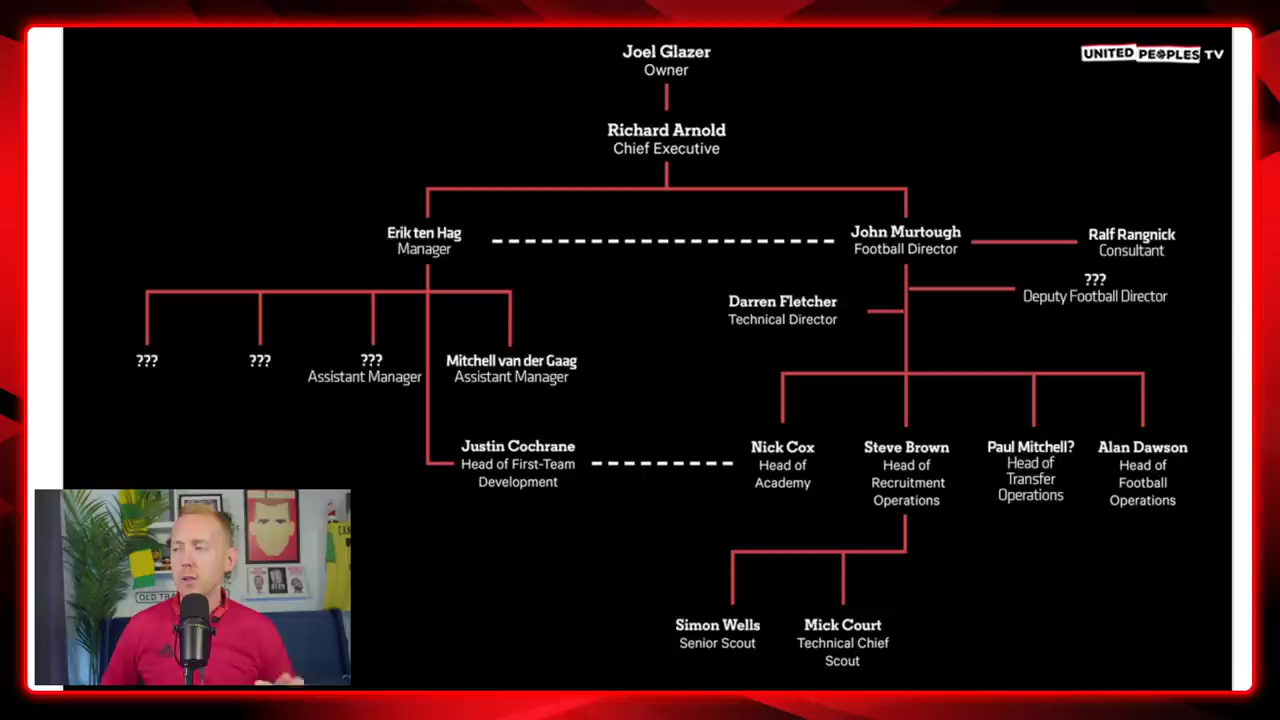 Joel Glazer
Owner
UNITED PEOPLES TV
Richard Arnold
Chief Executive
Erik ten Hag
Manager
John Murtough
Football Director
Ralf Rangnick
Consultant
???
Deputy Football Director
Darren Fletcher
Technical Director
???
???
???
Assistant Manager
Mitchell van der Gaag
Assistant Manager
Justin Cochrane
Head of First-Team
Development
Nick Cox
Head of
Academy
Steve Brown
Head of
Recruitment
Operations
Paul Mitchell?
Head of
Transfer
Operations
Alan Dawson
Head of
Football
Operations
Simon Wells
Senior Scout
Mick Court
Technical Chief
Scout
OLD TRA